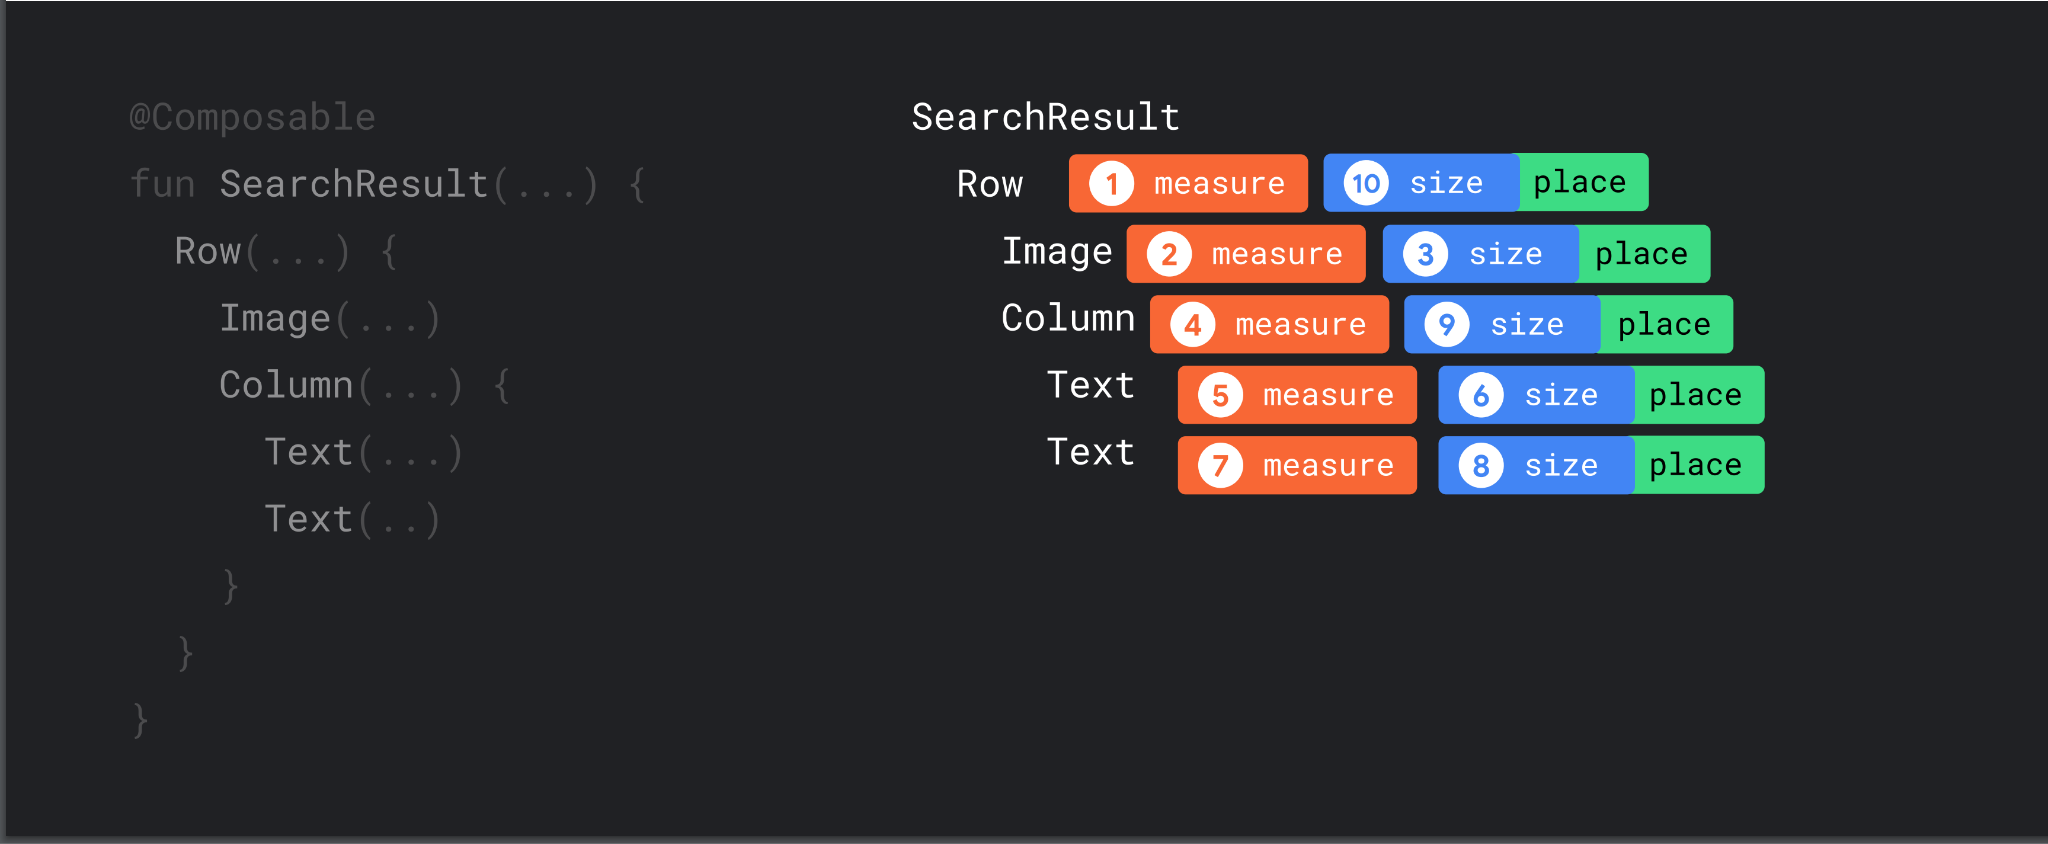 @Composable
fun SearchResult(...) {
Row(...) {
Image(...)
Column(...) {
Text(...)
Text(..)
}
}
}
SearchResult
Row 1 measure 10 size place
Image 2 measure 3 size place
Column 4 measure 9 size place
Text 5 measure 6 size place
Text 7 measure 8 size place